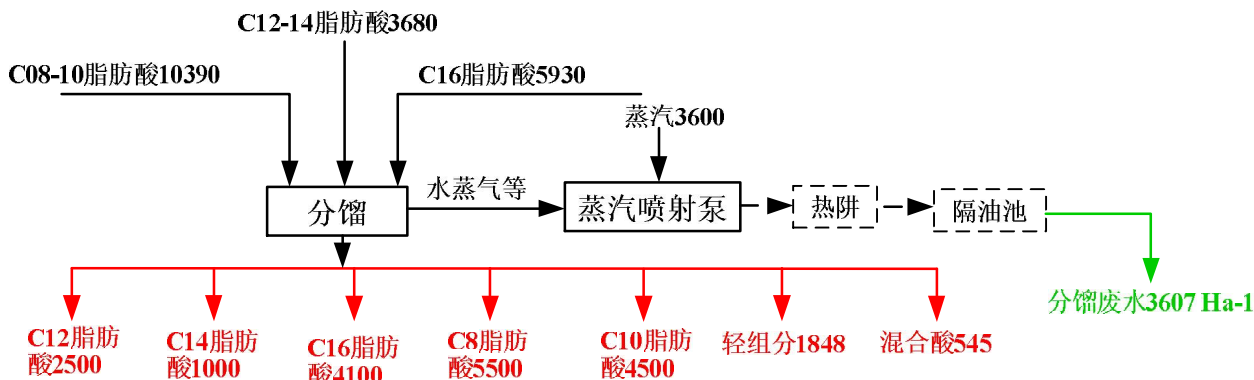 C12-14脂肪酸3680
C08-10脂肪酸10390
C16脂肪酸5930
蒸汽3600
分馏
水蒸气等
蒸汽喷射泵
热阱
隔油池
分馏废水3607 Ha-1
C12脂肪
酸2500
C14脂肪
酸1000
C16脂肪
酸4100
C8脂肪
酸5500
C10脂肪
酸4500
轻组分1848
混合酸545